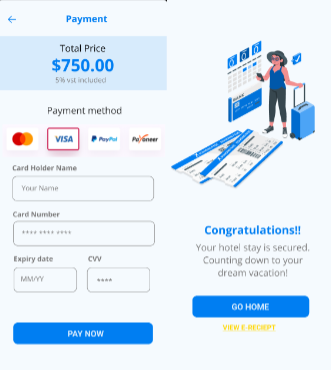 Payment
Total Price
$750.00
5% vst included
Payment method
VISA
PayPal
Payoneer
Card Holder Name
Your Name
Card Number
**** **** **** ****
Expiry date
CVV
MM/YY
****
PAY NOW
Congratulations!!
Your hotel stay is secured.
Counting down to your
dream vacation!
GO HOME
VIEW E-RECIEPT